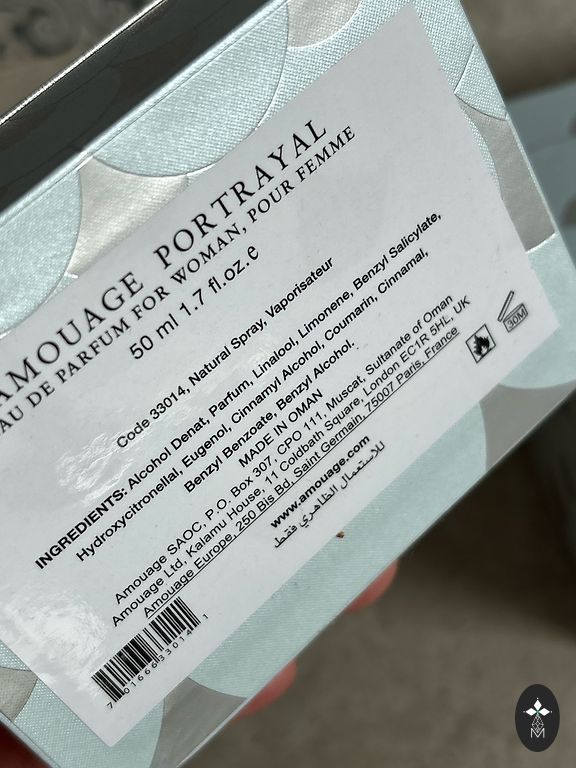 AMOUAGE PORTRAYAL
EAU DE PARFUM FOR WOMAN, POUR FEMME
50 ml 1.7 fl.oz.e
Code 33014, Natural Spray, Vaporisateur
INGREDIENTS: Alcohol Denat, Parfum, Linalool, Limonene, Benzyl Salicylate,
Hydroxycitronellal, Eugenol, Cinnamyl Alcohol, Coumarin, Cinnamal,
Benzyl Benzoate, Benzyl Alcohol.
MADE IN OMAN
Amouage SAOC, P.O. Box 307, CPO 111, Muscat, Sultanate of Oman
Amouage Ltd, Kalamu House, 11 Coldbath Square, London EC1R 5HL, UK
Amouage Europe, 250 Bis Bd. Saint Germain, 75007 Paris, France
www.amouage.com
للاستعمال الظاهري فقط
30M
7 01666 33014 1
M